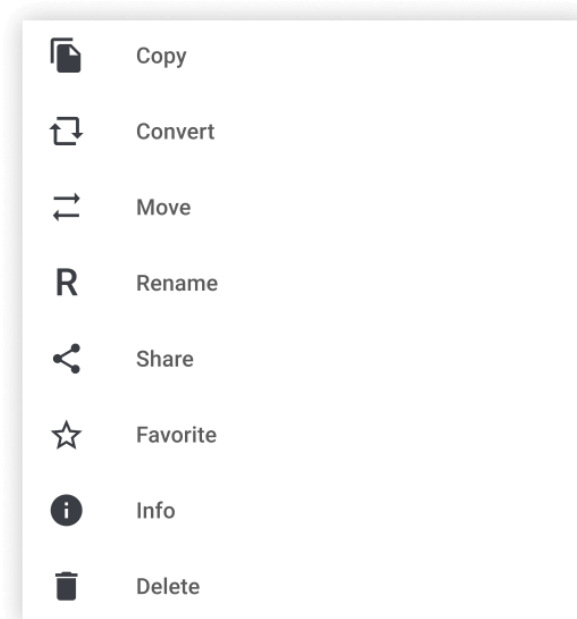 Copy
Convert
Move
R Rename
Share
Favorite
Info
Delete